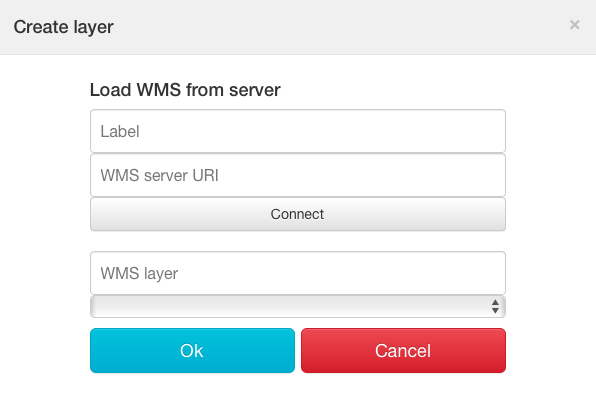 Create layer ×
Load WMS from server
Label
WMS server URI
Connect
WMS layer
Ok Cancel